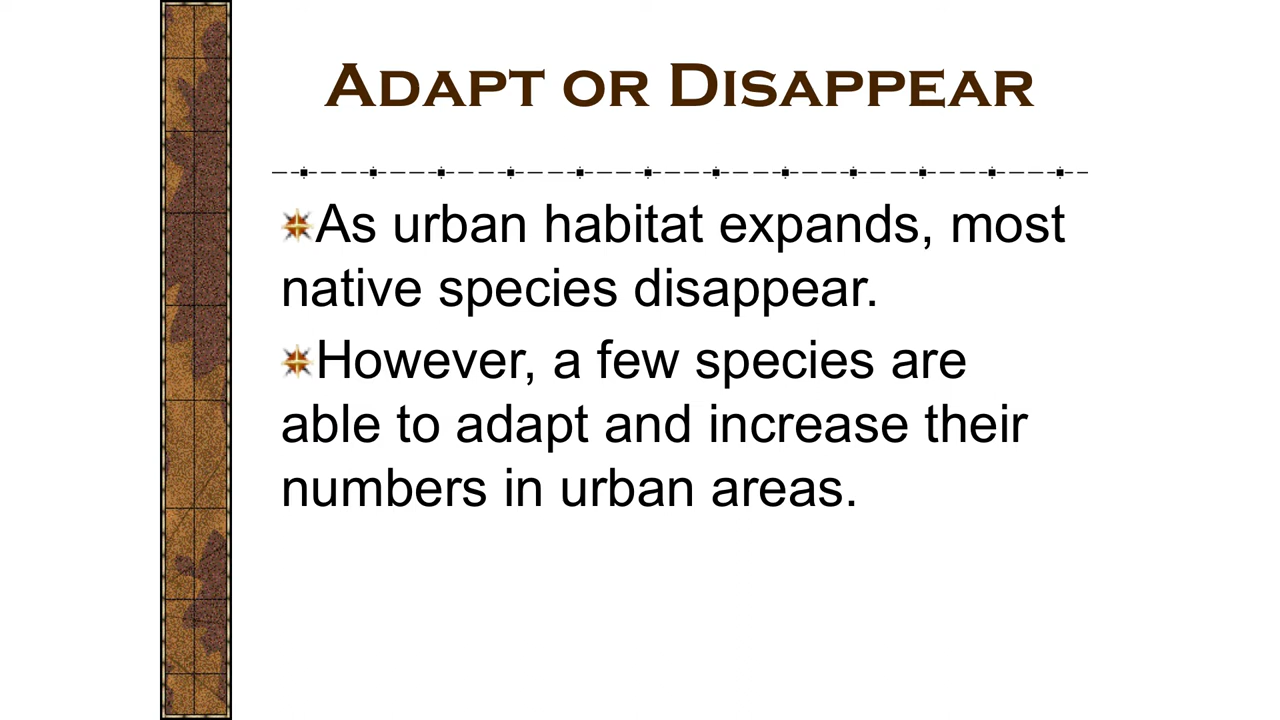 Adapt or Disappear
As urban habitat expands, most
native species disappear.
However, a few species are
able to adapt and increase their
numbers in urban areas.